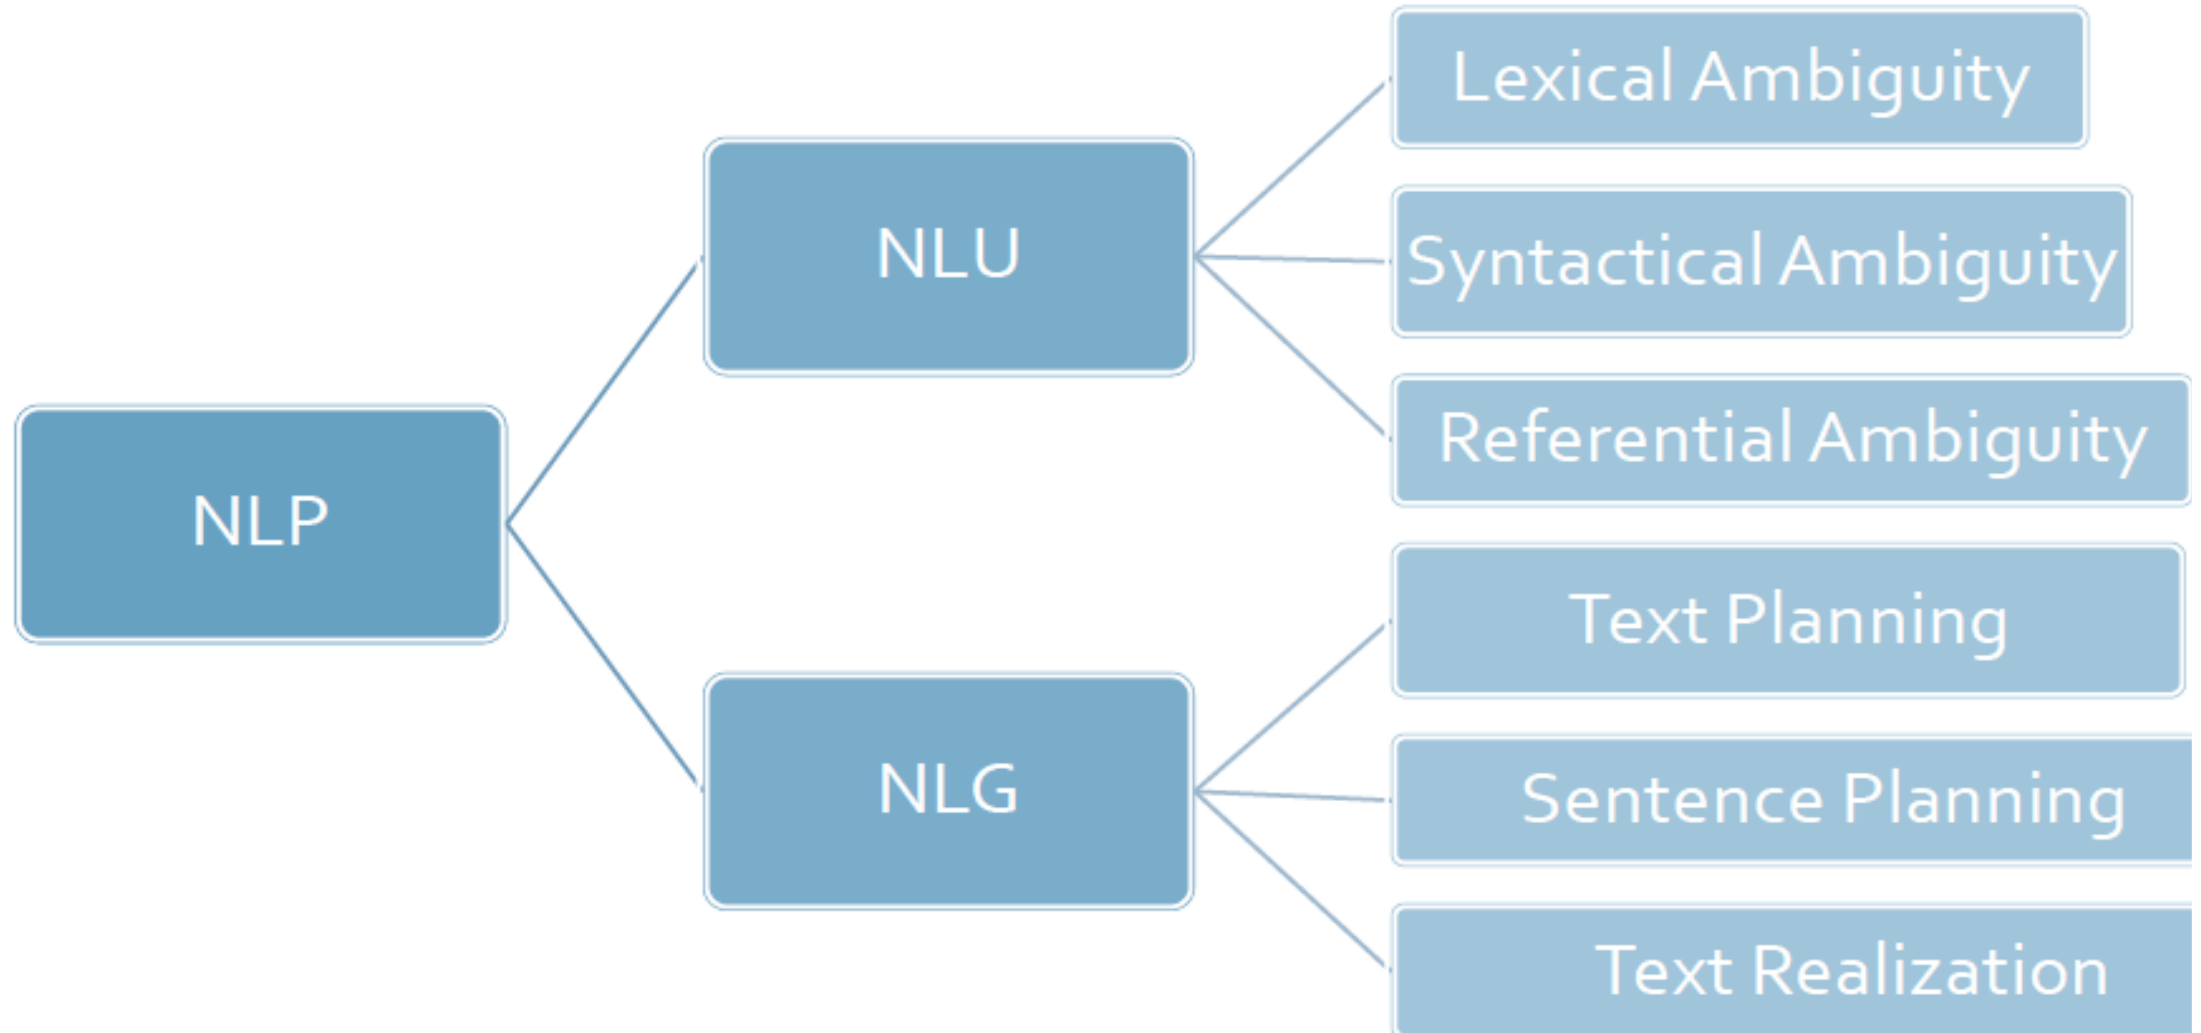 NLP
NLU
Lexical Ambiguity
Syntactical Ambiguity
Referential Ambiguity
NLG
Text Planning
Sentence Planning
Text Realization